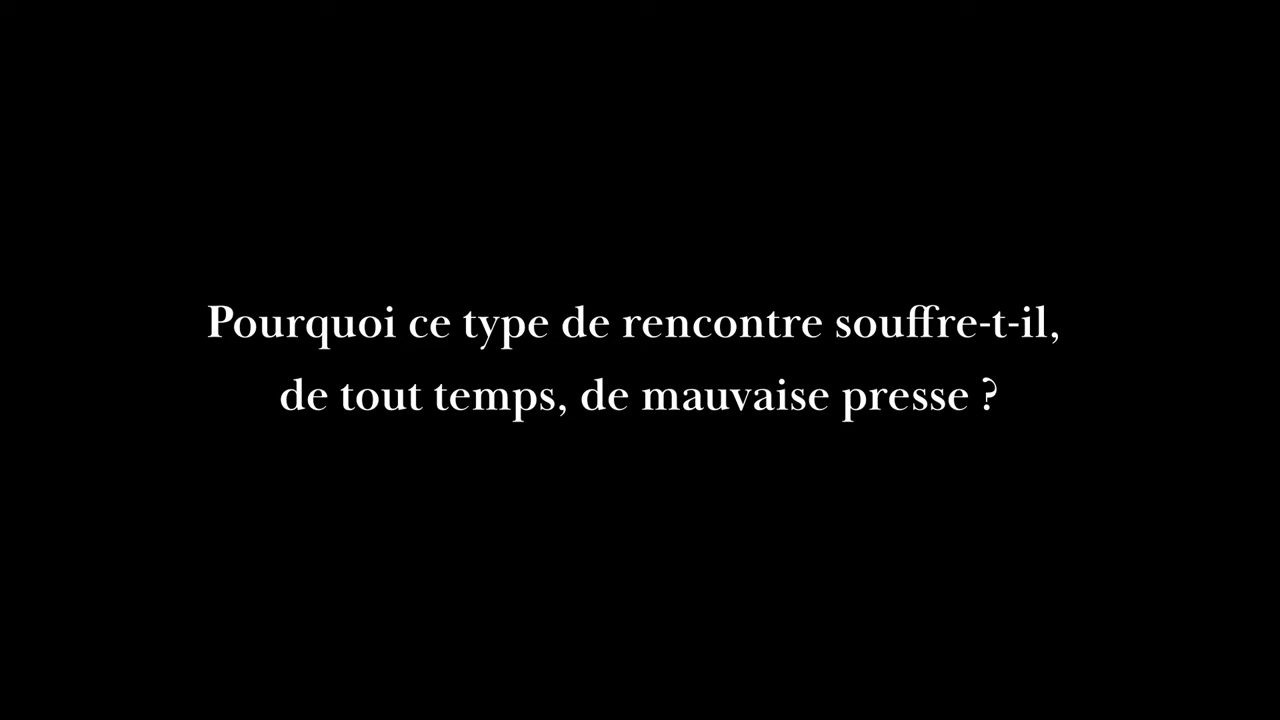 Pourquoi ce type de rencontre souffre-t-il,
de tout temps, de mauvaise presse ?